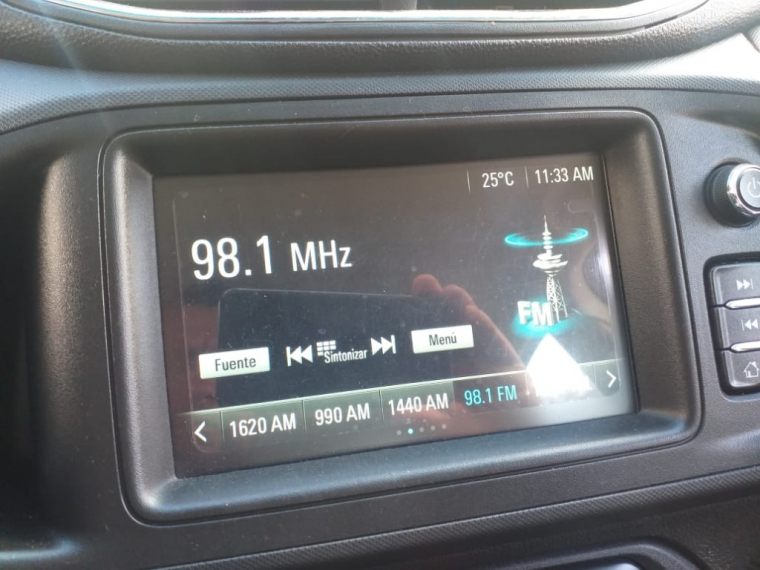 25°C 11:33 AM
98.1 MHz
FM
Fuente Sintonizar Menú
1620 AM 990 AM 1440 AM 98.1 FM